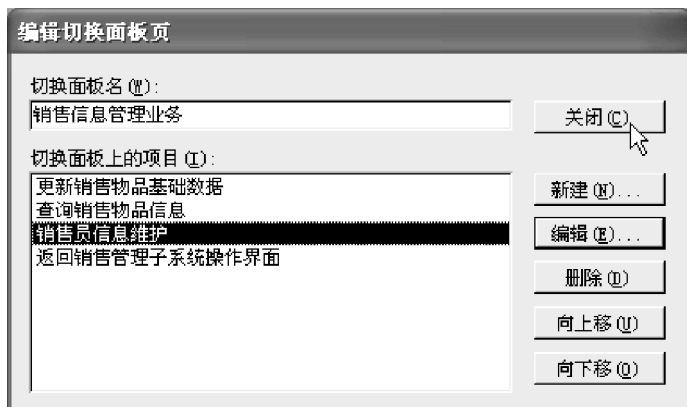 编辑切换面板页
切换面板名(W):
销售信息管理业务
关闭(C)
切换面板上的项目(I):
更新销售物品基础数据
查询销售物品信息
销售员信息维护
返回销售管理子系统操作界面
新建(N)...
编辑(E)...
删除(D)
向上移(U)
向下移(O)